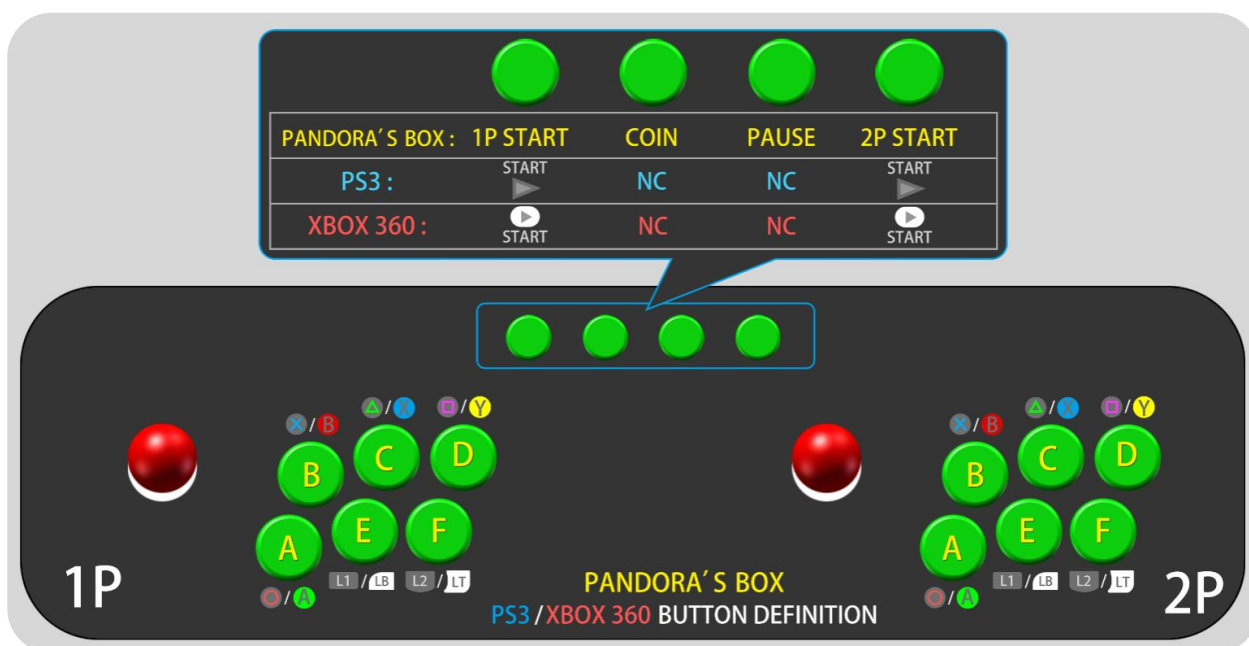 PANDORA´S BOX : 1P START COIN PAUSE 2P START
PS3 : START NC NC START
XBOX 360 : START NC NC START
B C D
A E F
B X Y
A L1 / LB L2 / LT
1P
B C D
A E F
B X Y
A L1 / LB L2 / LT
2P
PANDORA´S BOX
PS3 / XBOX 360 BUTTON DEFINITION